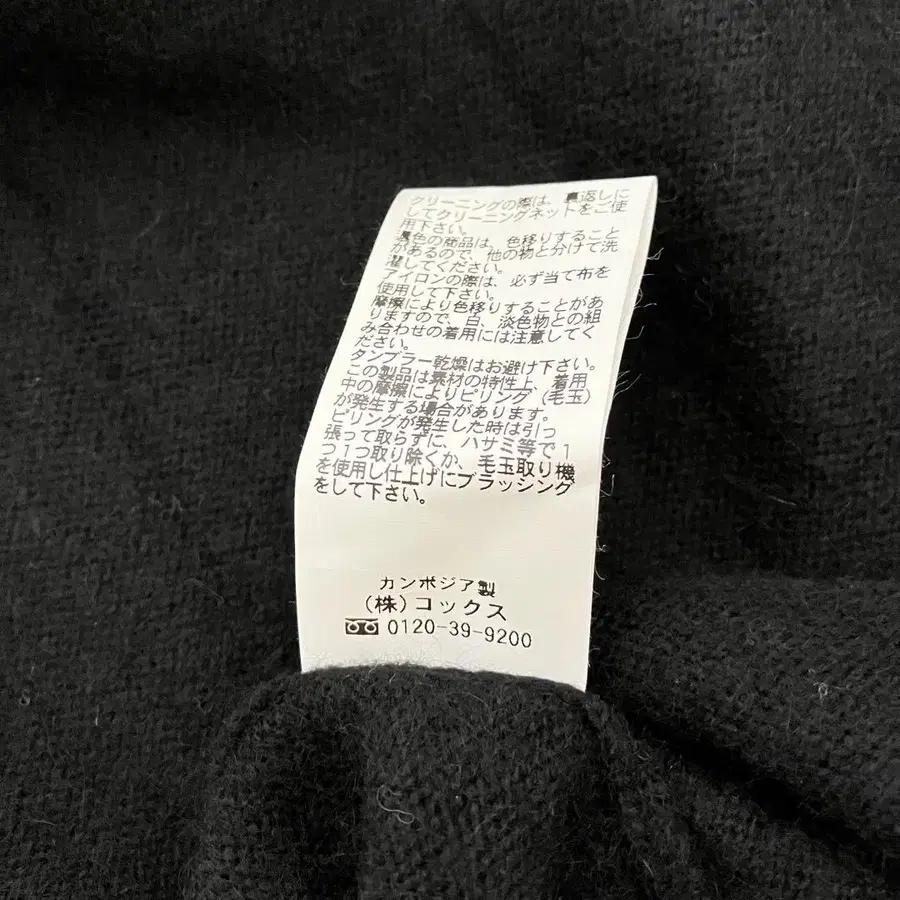 クリーニングの際は、裏返しに
してクリーニングネットをご使
用下さい。
濃色の商品は、色移りすること
があるので、他の物と分けて洗
濯してください。
アイロンの際は、必ず当て布を
使用して下さい。
摩擦により色移りすることがあ
りますので、白、淡色物との組
み合わせの着用には注意してく
ださい。
タンブラー乾燥はお避け下さい。
この製品は素材の特性上、着用
中の摩擦によりピリング(毛玉)
が発生する場合があります。
ピリングが発生した時は引っ
張って取らずに、ハサミ等で1
つ1つ取り除くか、毛玉取り機
を使用し仕上げにブラッシング
をして下さい。
カンボジア製
(株)コックス
0120-39-9200